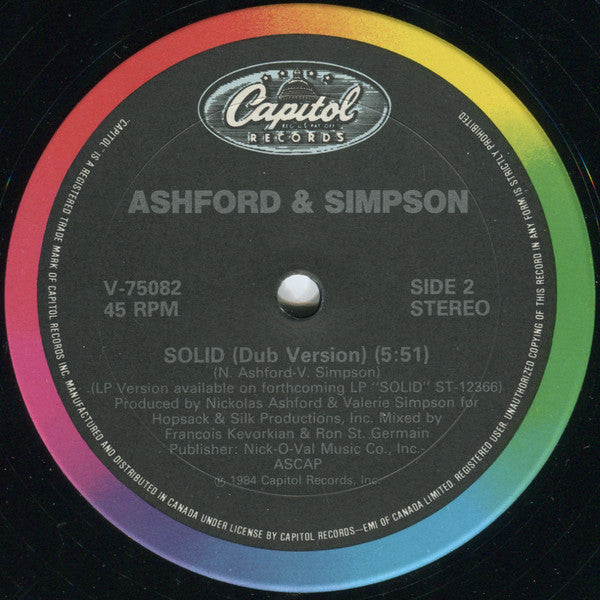 Capitol
REG. U.S. PAT. OFF.
RECORDS
ASHFORD & SIMPSON
V-75082
45 RPM
SIDE 2
STEREO
SOLID (Dub Version) (5:51)
(N. Ashford-V. Simpson)
(LP Version available on forthcoming LP "SOLID" ST-12366)
Produced by Nickolas Ashford & Valerie Simpson for
Hopsack & Silk Productions, Inc. Mixed by
Francois Kevorkian & Ron St. Germain
Publisher: Nick-O-Val Music Co., Inc.
ASCAP
℗ 1984 Capitol Records, Inc.
"CAPITOL" IS A REGISTERED TRADE MARK OF CAPITOL RECORDS INC. MANUFACTURED AND DISTRIBUTED IN CANADA UNDER LICENSE BY CAPITOL RECORDS—EMI OF CANADA LIMITED. REGISTERED USER. UNAUTHORIZED COPYING OF THIS RECORD IN ANY FORM IS STRICTLY PROHIBITED